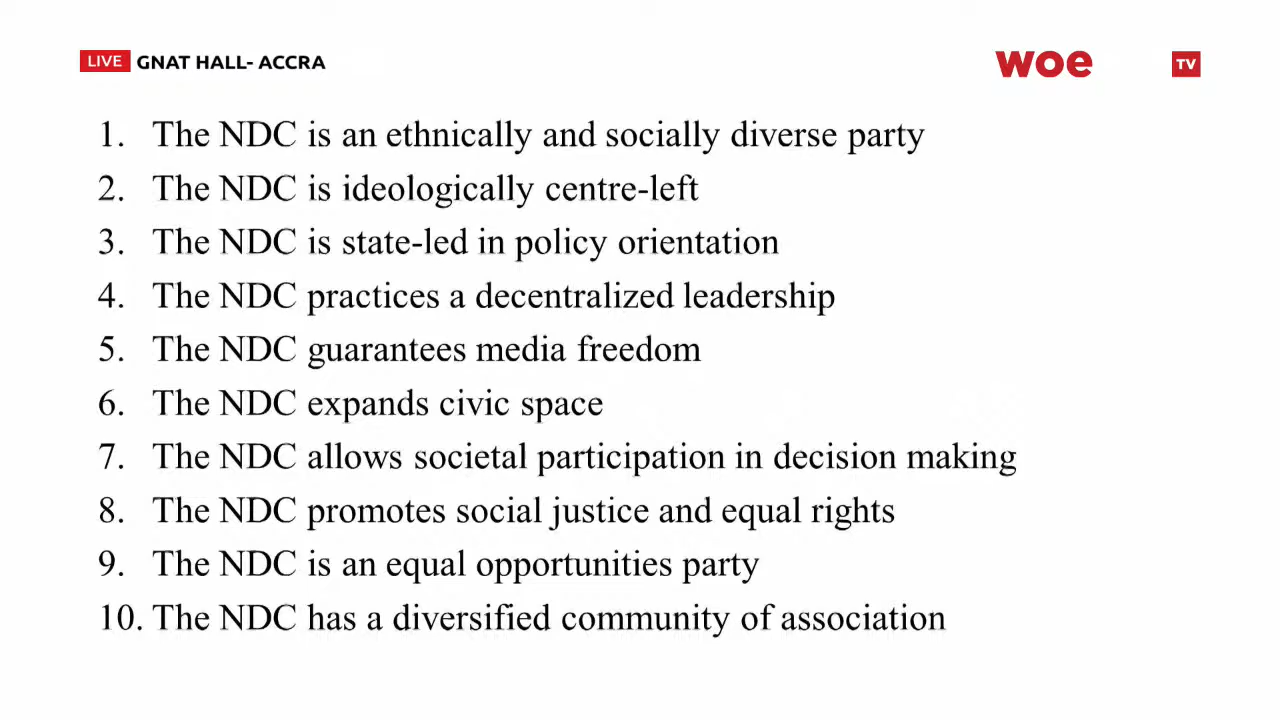 LIVE GNAT HALL- ACCRA
woe TV
1. The NDC is an ethnically and socially diverse party
2. The NDC is ideologically centre-left
3. The NDC is state-led in policy orientation
4. The NDC practices a decentralized leadership
5. The NDC guarantees media freedom
6. The NDC expands civic space
7. The NDC allows societal participation in decision making
8. The NDC promotes social justice and equal rights
9. The NDC is an equal opportunities party
10. The NDC has a diversified community of association